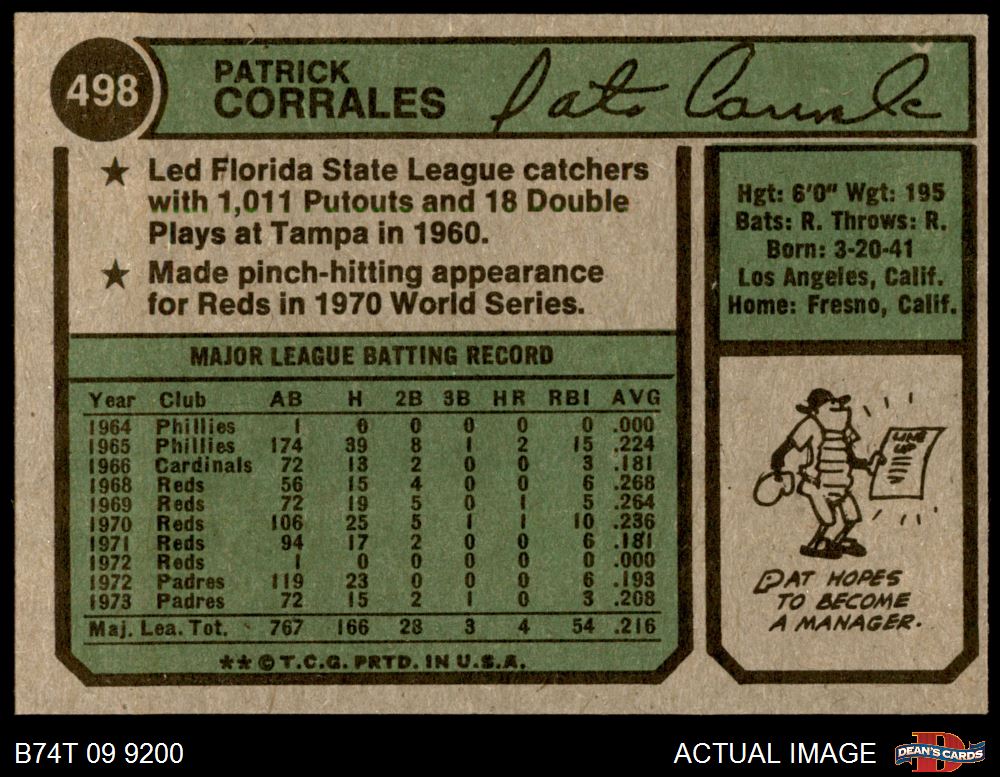 498
PATRICK
CORRALES
Pat Corrales
★ Led Florida State League catchers
with 1,011 Putouts and 18 Double
Plays at Tampa in 1960.
★ Made pinch-hitting appearance
for Reds in 1970 World Series.
Hgt: 6'0" Wgt: 195
Bats: R. Throws: R.
Born: 3-20-41
Los Angeles, Calif.
Home: Fresno, Calif.
MAJOR LEAGUE BATTING RECORD
Year Club AB H 2B 3B HR RBI AVG
1964 Phillies 1 0 0 0 0 0 .000
1965 Phillies 174 39 8 1 2 15 .224
1966 Cardinals 72 13 2 0 0 3 .181
1968 Reds 56 15 4 0 0 6 .268
1969 Reds 72 19 5 0 1 5 .264
1970 Reds 106 25 5 1 1 10 .236
1971 Reds 94 17 2 0 0 6 .181
1972 Reds 1 0 0 0 0 0 .000
1972 Padres 119 23 0 0 0 6 .193
1973 Padres 72 15 2 1 0 3 .208
Maj. Lea. Tot. 767 166 28 3 4 54 .216
★★ © T.C.G. PRTD. IN U.S.A.
LINE
UP
PAT HOPES
TO BECOME
A MANAGER.
B74T 09 9200
ACTUAL IMAGE
D
DEAN'S CARDS